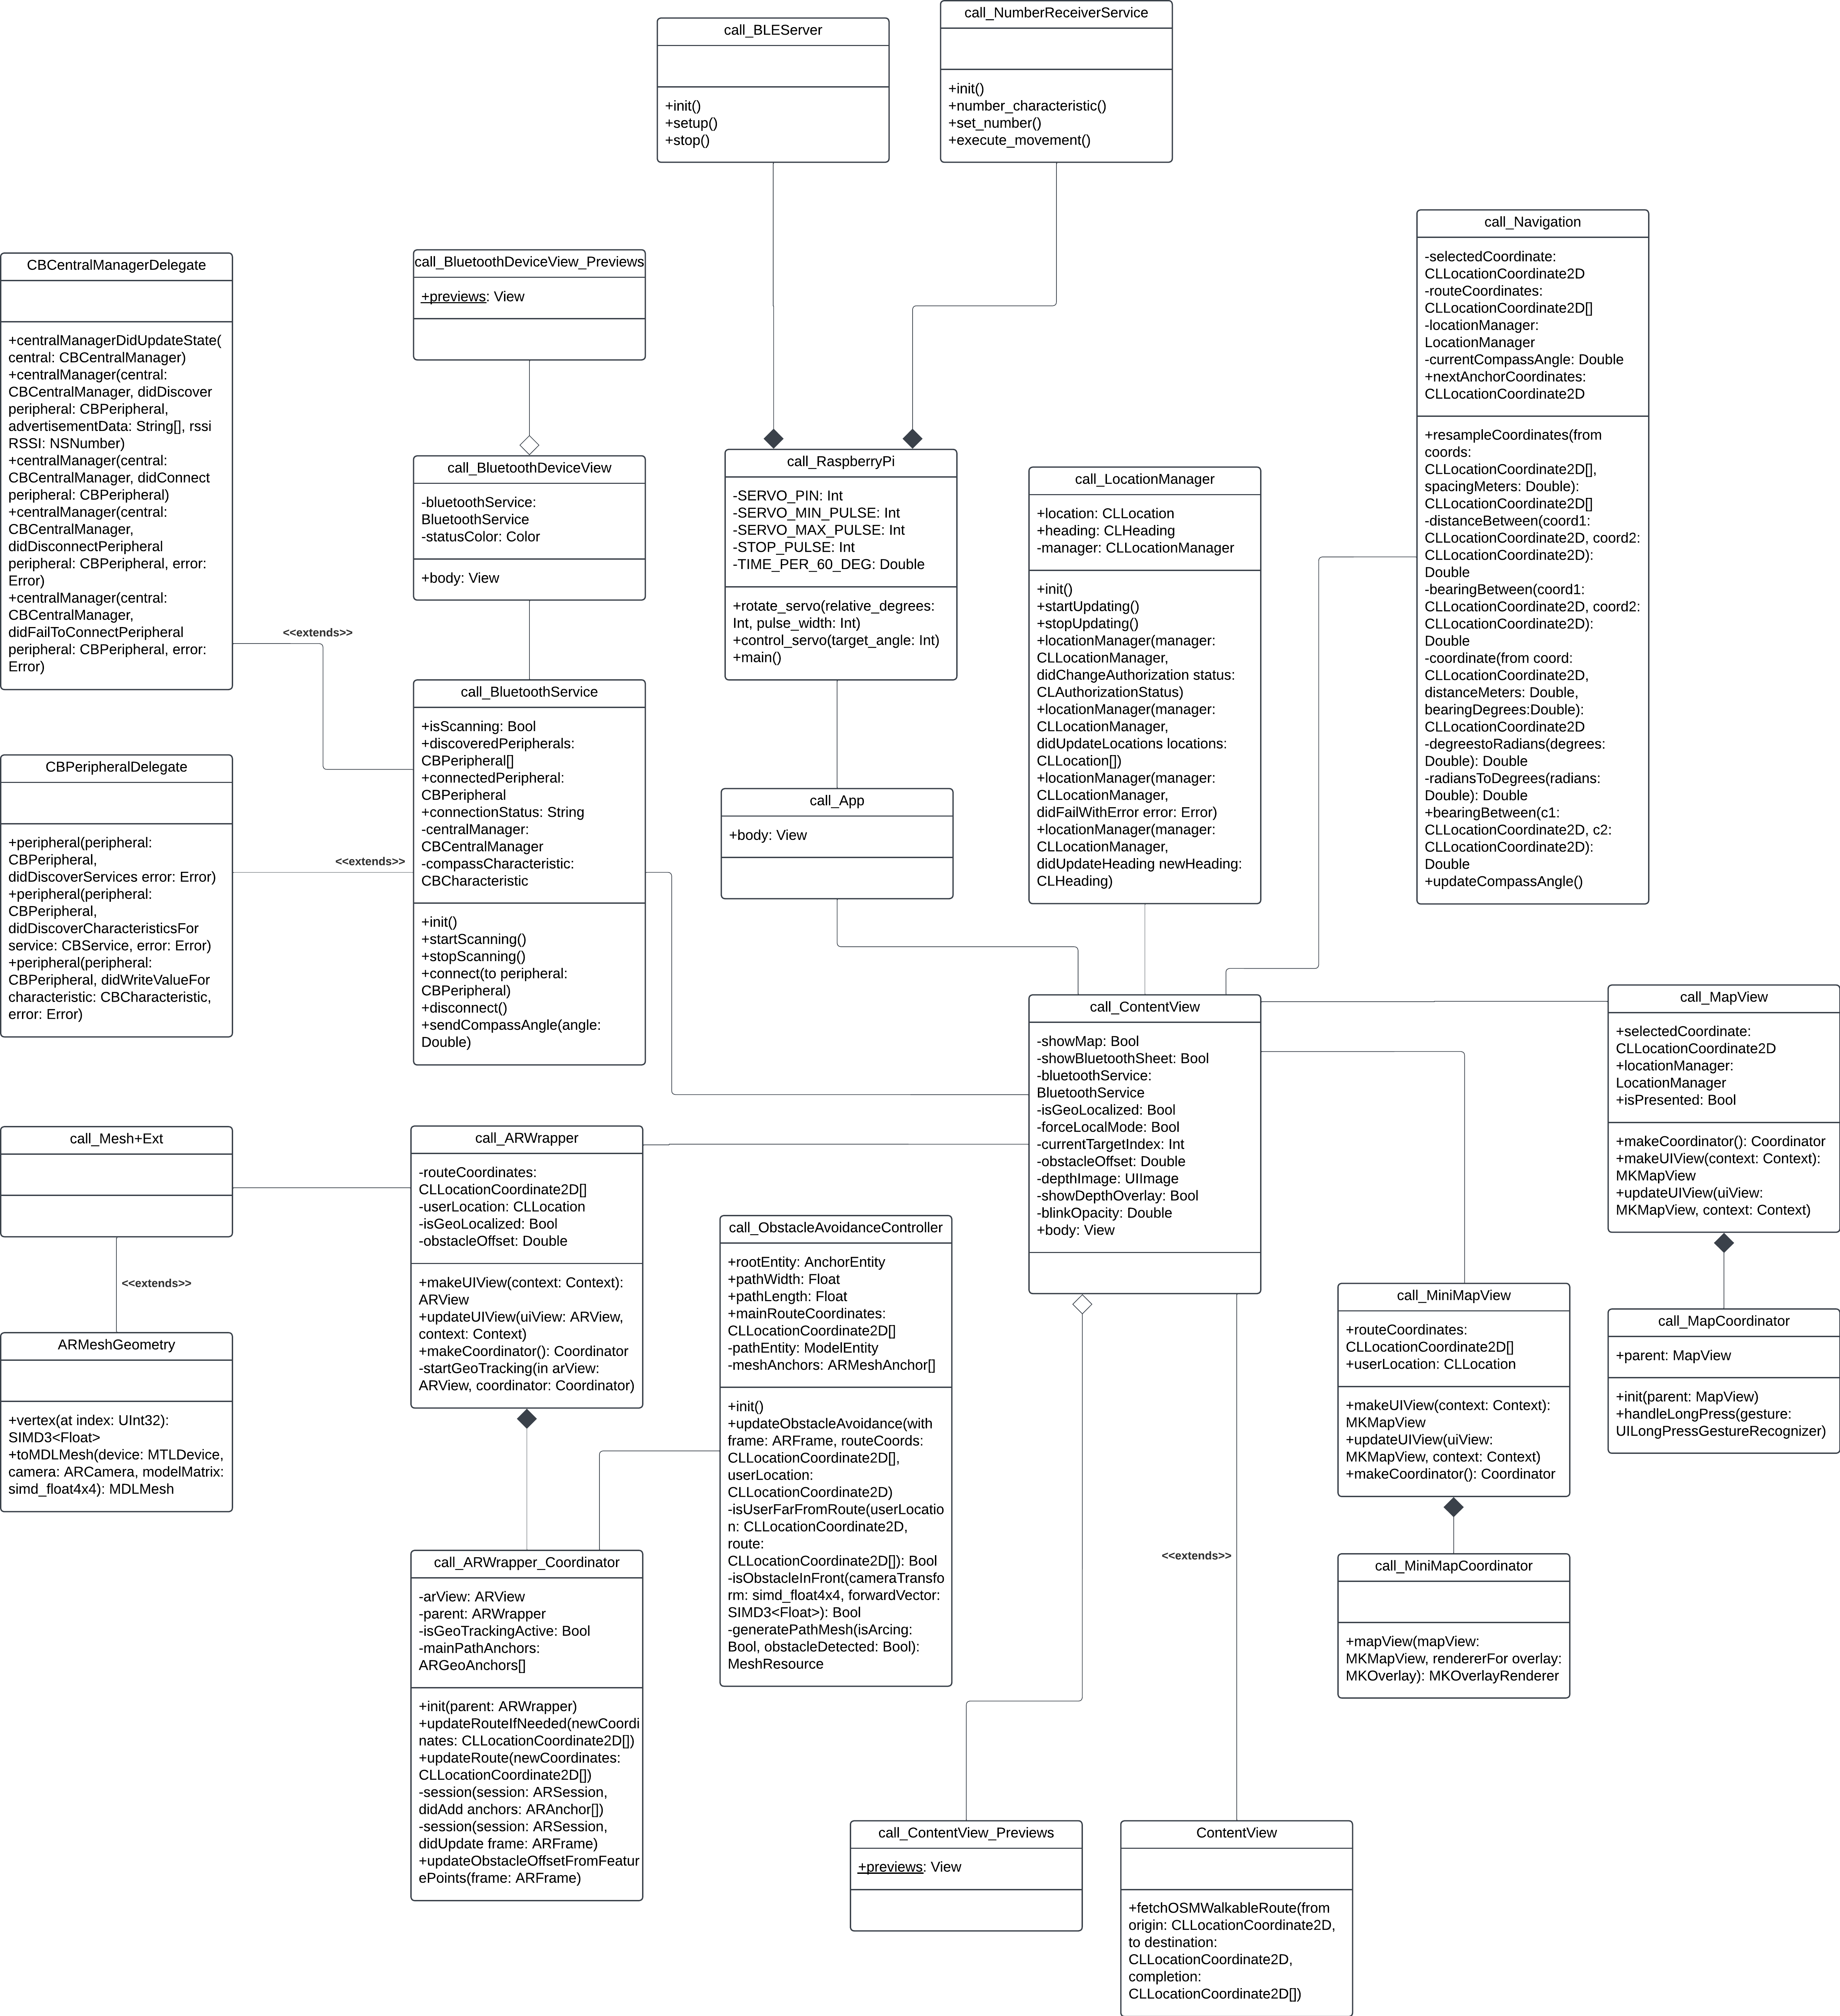 call_BLEServer
+init()
+setup()
+stop()
call_NumberReceiverService
+init()
+number_characteristic()
+set_number()
+execute_movement()
CBCentralManagerDelegate
+centralManagerDidUpdateState(
central: CBCentralManager)
+centralManager(central:
CBCentralManager, didDiscover
peripheral: CBPeripheral,
advertisementData: String[], rssi
RSSI: NSNumber)
+centralManager(central:
CBCentralManager, didConnect
peripheral: CBPeripheral)
+centralManager(central:
CBCentralManager,
didDisconnectPeripheral
peripheral: CBPeripheral, error:
Error)
+centralManager(central:
CBCentralManager,
didFailToConnectPeripheral
peripheral: CBPeripheral, error:
Error)
<<extends>>
call_BluetoothDeviceView_Previews
+previews: View
call_BluetoothDeviceView
-bluetoothService:
BluetoothService
-statusColor: Color
+body: View
call_RaspberryPi
-SERVO_PIN: Int
-SERVO_MIN_PULSE: Int
-SERVO_MAX_PULSE: Int
-STOP_PULSE: Int
-TIME_PER_60_DEG: Double
+rotate_servo(relative_degrees:
Int, pulse_width: Int)
+control_servo(target_angle: Int)
+main()
call_LocationManager
+location: CLLocation
+heading: CLHeading
-manager: CLLocationManager
+init()
+startUpdating()
+stopUpdating()
+locationManager(manager:
CLLocationManager,
didChangeAuthorization status:
CLAuthorizationStatus)
+locationManager(manager:
CLLocationManager,
didUpdateLocations locations:
CLLocation[])
+locationManager(manager:
CLLocationManager,
didFailWithError error: Error)
+locationManager(manager:
CLLocationManager,
didUpdateHeading newHeading:
CLHeading)
call_Navigation
-selectedCoordinate:
CLLocationCoordinate2D
-routeCoordinates:
CLLocationCoordinate2D[]
-locationManager:
LocationManager
-currentCompassAngle: Double
+nextAnchorCoordinates:
CLLocationCoordinate2D
+resampleCoordinates(from
coords:
CLLocationCoordinate2D[],
spacingMeters: Double):
CLLocationCoordinate2D[]
-distanceBetween(coord1:
CLLocationCoordinate2D, coord2:
CLLocationCoordinate2D):
Double
-bearingBetween(coord1:
CLLocationCoordinate2D, coord2:
CLLocationCoordinate2D):
Double
-coordinate(from coord:
CLLocationCoordinate2D,
distanceMeters: Double,
bearingDegrees:Double):
CLLocationCoordinate2D
-degreestoRadians(degrees:
Double): Double
-radiansToDegrees(radians:
Double): Double
+bearingBetween(c1:
CLLocationCoordinate2D, c2:
CLLocationCoordinate2D):
Double
+updateCompassAngle()
CBPeripheralDelegate
+peripheral(peripheral:
CBPeripheral,
didDiscoverServices error: Error)
+peripheral(peripheral:
CBPeripheral,
didDiscoverCharacteristicsFor
service: CBService, error: Error)
+peripheral(peripheral:
CBPeripheral, didWriteValueFor
characteristic: CBCharacteristic,
error: Error)
<<extends>>
call_BluetoothService
+isScanning: Bool
+discoveredPeripherals:
CBPeripheral[]
+connectedPeripheral:
CBPeripheral
+connectionStatus: String
-centralManager:
CBCentralManager
-compassCharacteristic:
CBCharacteristic
+init()
+startScanning()
+stopScanning()
+connect(to peripheral:
CBPeripheral)
+disconnect()
+sendCompassAngle(angle:
Double)
call_App
+body: View
call_ContentView
-showMap: Bool
-showBluetoothSheet: Bool
-bluetoothService:
BluetoothService
-isGeoLocalized: Bool
-forceLocalMode: Bool
-currentTargetIndex: Int
-obstacleOffset: Double
-depthImage: UIImage
-showDepthOverlay: Bool
-blinkOpacity: Double
+body: View
call_MapView
+selectedCoordinate:
CLLocationCoordinate2D
+locationManager:
LocationManager
+isPresented: Bool
+makeCoordinator(): Coordinator
+makeUIView(context: Context):
MKMapView
+updateUIView(uiView:
MKMapView, context: Context)
call_Mesh+Ext
<<extends>>
ARMeshGeometry
+vertex(at index: UInt32):
SIMD3<Float>
+toMDLMesh(device: MTLDevice,
camera: ARCamera, modelMatrix:
simd_float4x4): MDLMesh
call_ARWrapper
-routeCoordinates:
CLLocationCoordinate2D[]
-userLocation: CLLocation
-isGeoLocalized: Bool
-obstacleOffset: Double
+makeUIView(context: Context):
ARView
+updateUIView(uiView: ARView,
context: Context)
+makeCoordinator(): Coordinator
-startGeoTracking(in arView:
ARView, coordinator: Coordinator)
call_ObstacleAvoidanceController
+rootEntity: AnchorEntity
+pathWidth: Float
+pathLength: Float
+mainRouteCoordinates:
CLLocationCoordinate2D[]
-pathEntity: ModelEntity
-meshAnchors: ARMeshAnchor[]
+init()
+updateObstacleAvoidance(with
frame: ARFrame, routeCoords:
CLLocationCoordinate2D[],
userLocation:
CLLocationCoordinate2D)
-isUserFarFromRoute(userLocatio
n: CLLocationCoordinate2D,
route:
CLLocationCoordinate2D[]): Bool
-isObstacleInFront(cameraTransfo
rm: simd_float4x4, forwardVector:
SIMD3<Float>): Bool
-generatePathMesh(isArcing:
Bool, obstacleDetected: Bool):
MeshResource
call_MiniMapView
+routeCoordinates:
CLLocationCoordinate2D[]
+userLocation: CLLocation
+makeUIView(context: Context):
MKMapView
+updateUIView(uiView:
MKMapView, context: Context)
+makeCoordinator(): Coordinator
call_MapCoordinator
+parent: MapView
+init(parent: MapView)
+handleLongPress(gesture:
UILongPressGestureRecognizer)
call_ARWrapper_Coordinator
-arView: ARView
-parent: ARWrapper
-isGeoTrackingActive: Bool
-mainPathAnchors:
ARGeoAnchors[]
+init(parent: ARWrapper)
+updateRouteIfNeeded(newCoordi
nates: CLLocationCoordinate2D[])
+updateRoute(newCoordinates:
CLLocationCoordinate2D[])
-session(session: ARSession,
didAdd anchors: ARAnchor[])
-session(session: ARSession,
didUpdate frame: ARFrame)
+updateObstacleOffsetFromFeatur
ePoints(frame: ARFrame)
<<extends>>
call_MiniMapCoordinator
+mapView(mapView:
MKMapView, rendererFor overlay:
MKOverlay): MKOverlayRenderer
call_ContentView_Previews
+previews: View
ContentView
+fetchOSMWalkableRoute(from
origin: CLLocationCoordinate2D,
to destination:
CLLocationCoordinate2D,
completion:
CLLocationCoordinate2D[])